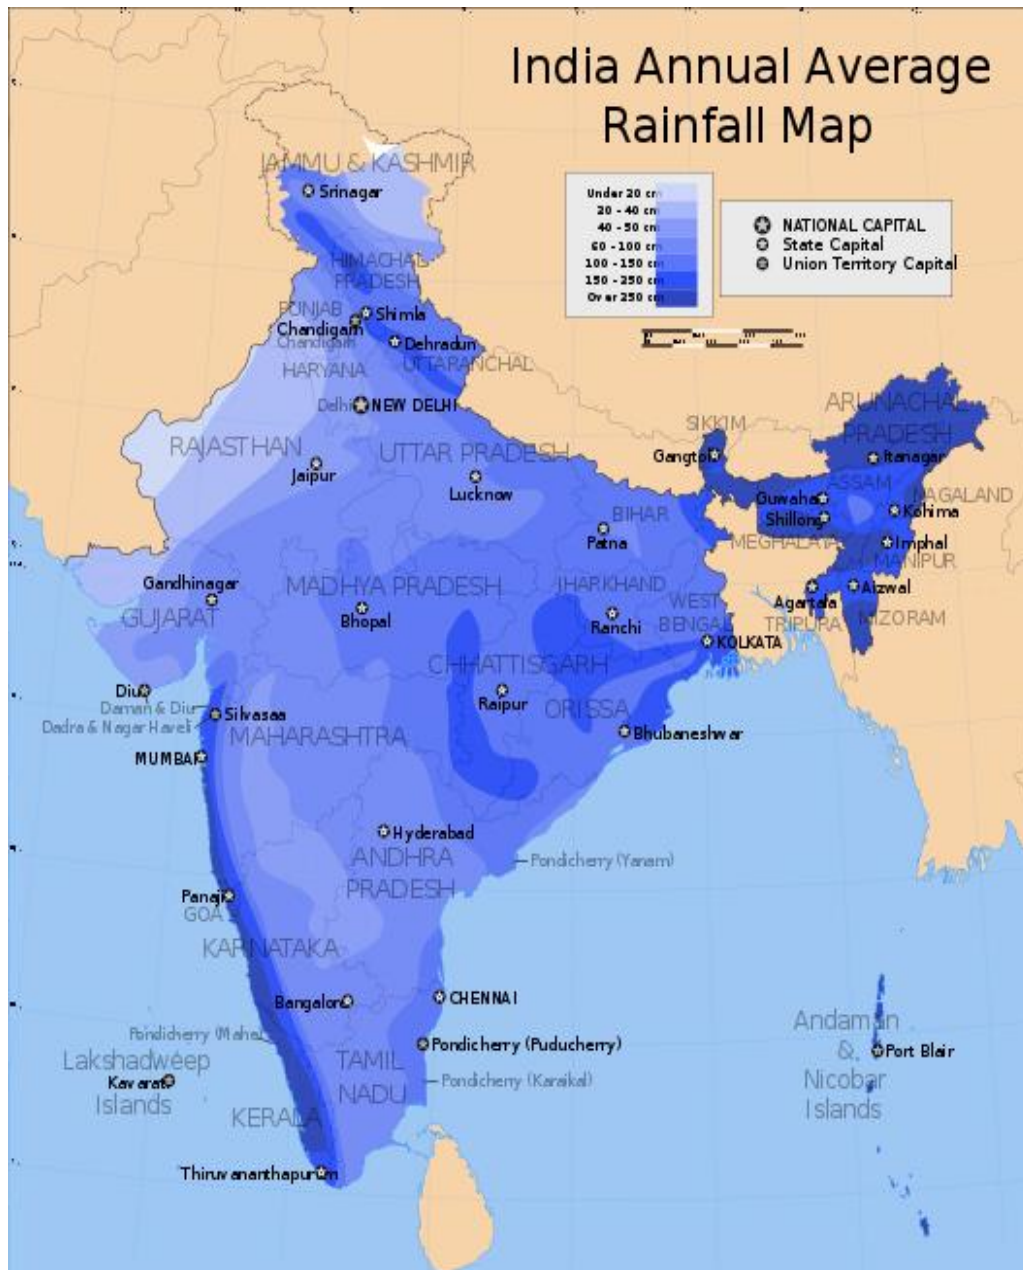 India Annual Average
Rainfall Map
Under 20 cm
20 - 40 cm
40 - 50 cm
60 - 100 cm
100 - 150 cm
150 - 250 cm
Over 250 cm
NATIONAL CAPITAL
State Capital
Union Territory Capital
JAMMU & KASHMIR
Srinagar
HIMACHAL
PRADESH
PUNJAB
Shimla
Chandigarh
Chandigarh
Dehradun
UTTARANCHAL
HARYANA
Delhi
NEW DELHI
RAJASTHAN
Jaipur
UTTAR PRADESH
Lucknow
SIKKIM
Gangtok
ARUNACHAL
PRADESH
Itanagar
ASSAM
Guwahati
NAGALAND
Kohima
Shillong
MEGHALAYA
Imphal
MANIPUR
BIHAR
Patna
Agartala
TRIPURA
Aizwal
MIZORAM
Gandhinagar
GUJARAT
MADHYA PRADESH
Bhopal
JHARKHAND
Ranchi
WEST
BENGAL
KOLKATA
CHHATTISGARH
Raipur
ORISSA
Bhubaneshwar
Diu
Daman & Diu
Dadra & Nagar Haveli
Silvasaa
MUMBAI
MAHARASHTRA
Hyderabad
ANDHRA
PRADESH
Pondicherry (Yanam)
Panaji
GOA
KARNATAKA
Bangalore
CHENNAI
Pondicherry (Mahe)
Pondicherry (Puducherry)
Pondicherry (Karaikal)
TAMIL
NADU
Lakshadweep
Kavarati
Islands
KERALA
Thiruvananthapuram
Andaman
&
Nicobar
Islands
Port Blair